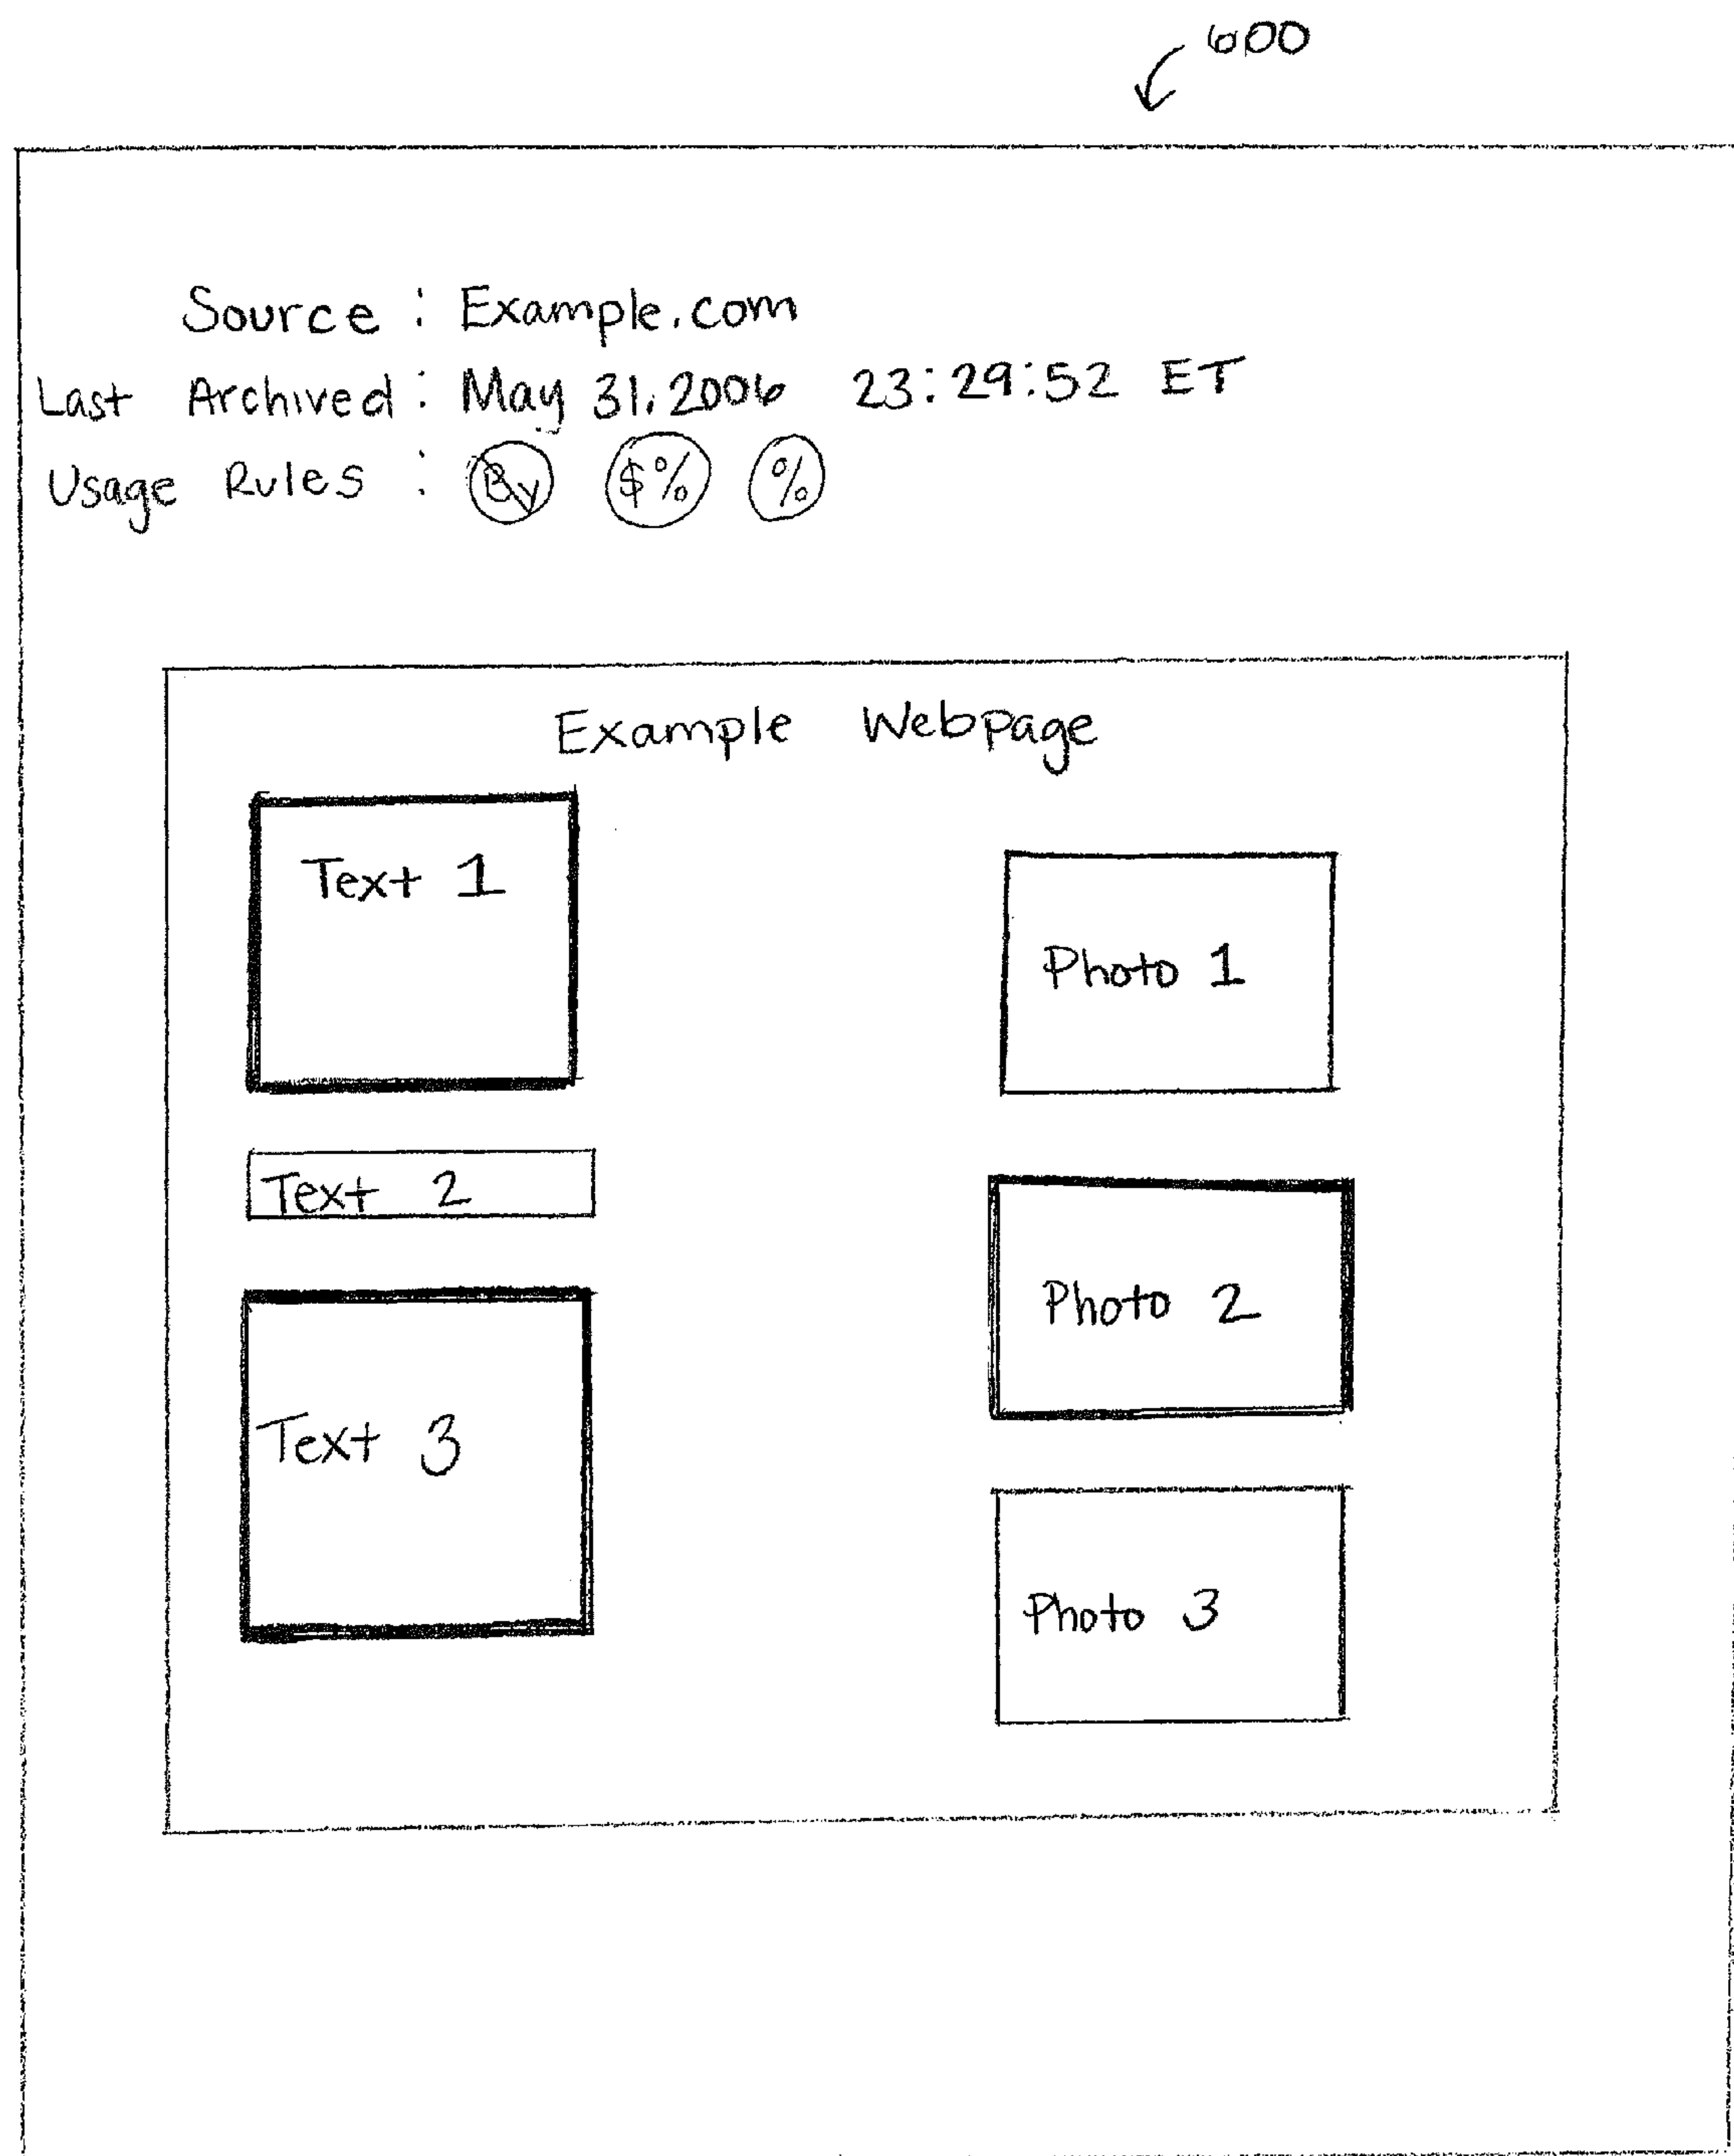 600
Source : Example.com
Last Archived : May 31, 2006 23:29:52 ET
Usage Rules : By $% %
Example Webpage
Text 1
Photo 1
Text 2
Photo 2
Text 3
Photo 3